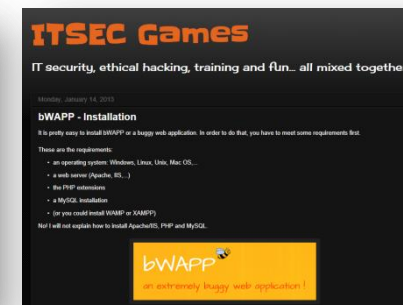 ITSEC Games
IT security, ethical hacking, training and fun... all mixed togethe
Monday, January 14, 2013
bWAPP - Installation
It is pretty easy to install bWAPP or a buggy web application. In order to do that, you have to meet some requirements first.
These are the requirements:
• an operating system: Windows, Linux, Unix, Mac OS,...
• a web server (Apache, IIS,...)
• the PHP extensions
• a MySQL installation
• (or you could install WAMP or XAMPP)
No! I will not explain how to install Apache/IIS, PHP and MySQL.
bWAPP
an extremely buggy web application !